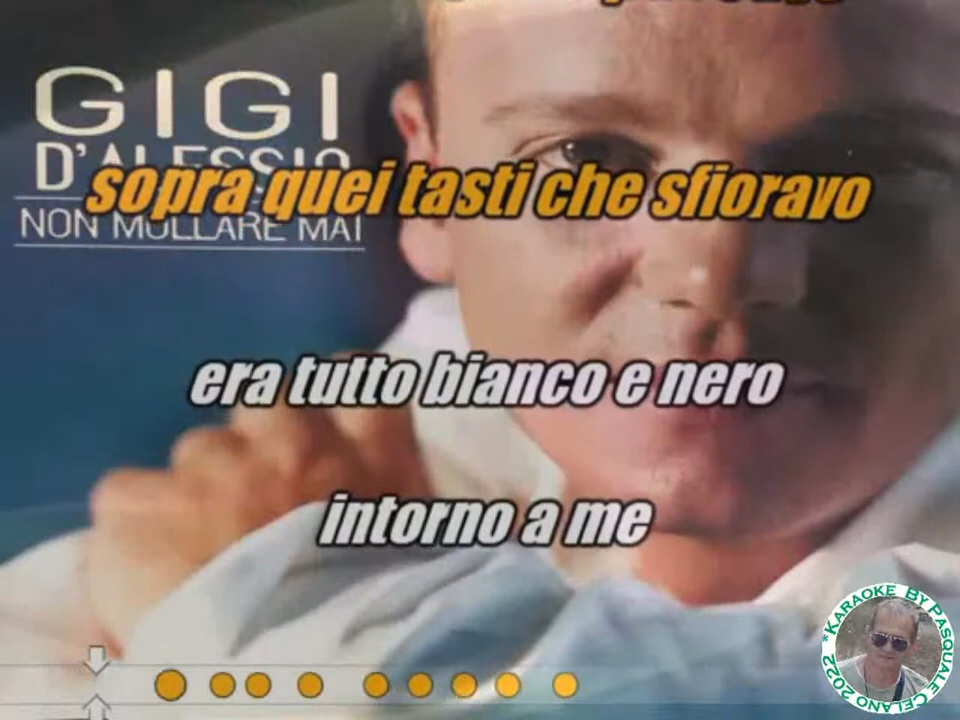 GIGI
D'ALESSIO
NON MOLLARE MAI
sopra quei tasti che sfioravo
era tutto bianco e nero
intorno a me
*KARAOKE BY PASQUALE CELANO 2022